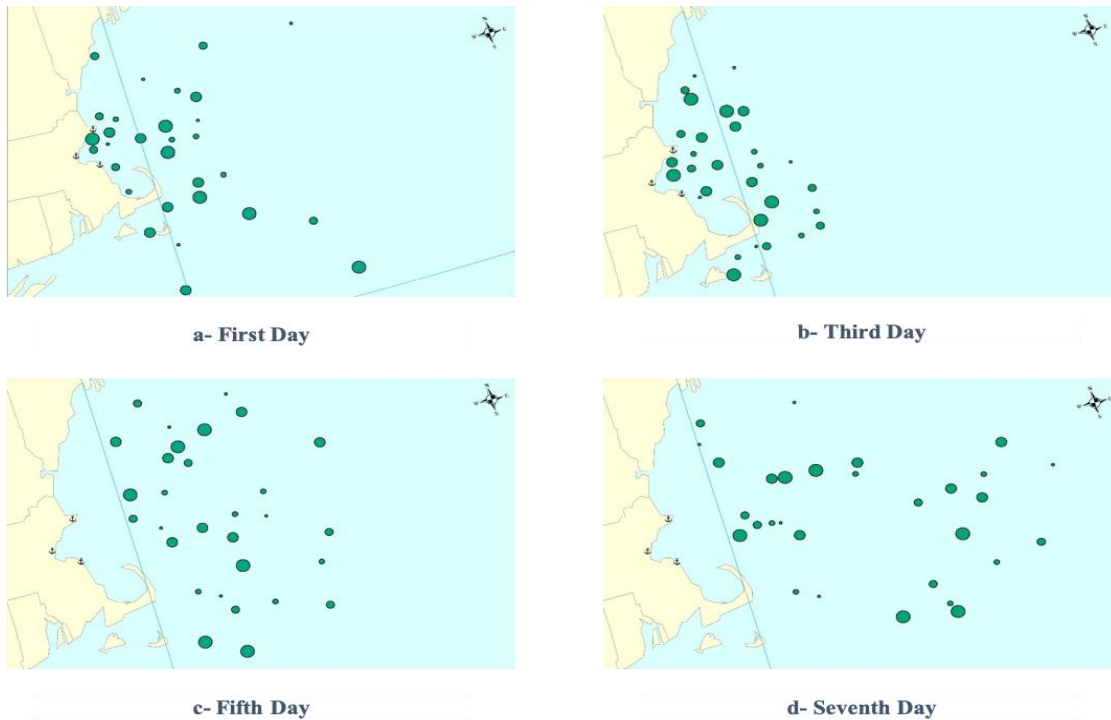 a- First Day
b- Third Day
c- Fifth Day
d- Seventh Day